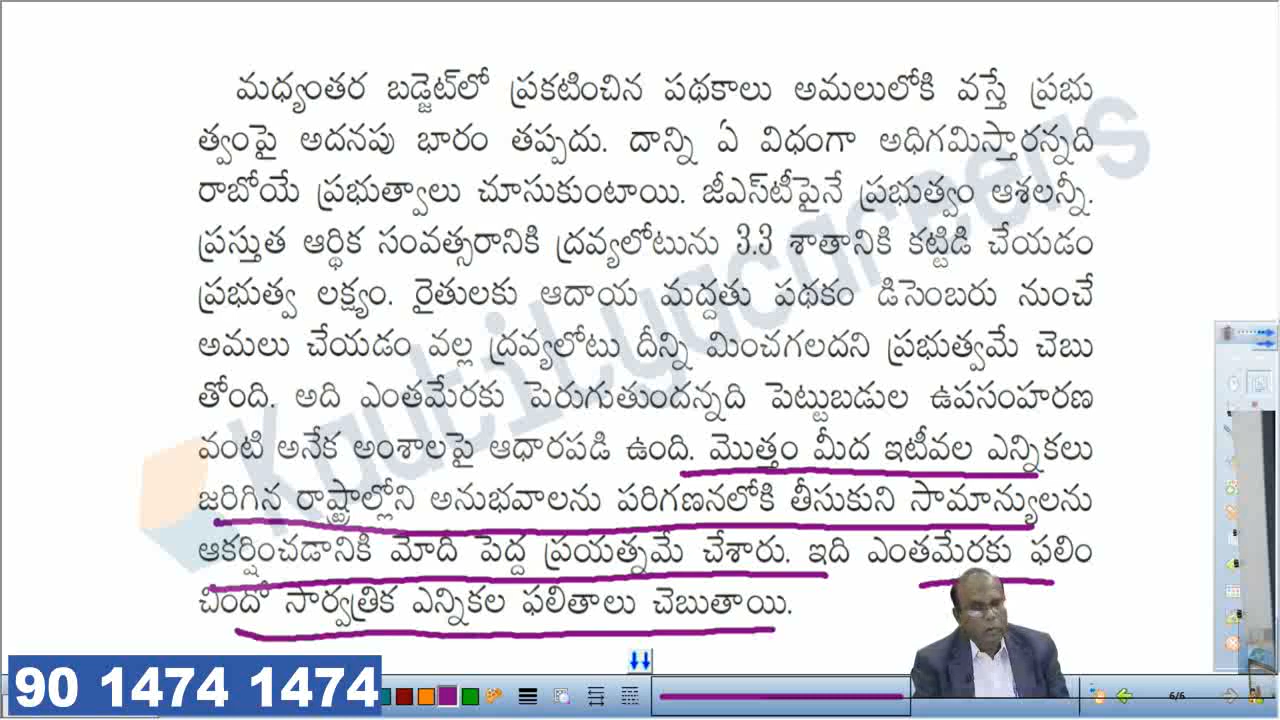 మధ్యంతర బడ్జెట్‌లో ప్రకటించిన పథకాలు అమలులోకి వస్తే ప్రభు
త్వంపై అదనపు భారం తప్పదు. దాన్ని ఏ విధంగా అధిగమిస్తారన్నది
రాబోయే ప్రభుత్వాలు చూసుకుంటాయి. జీఎస్‌టీపైనే ప్రభుత్వం ఆశలన్నీ.
ప్రస్తుత ఆర్థిక సంవత్సరానికి ద్రవ్యలోటును 3.3 శాతానికి కట్టిడి చేయడం
ప్రభుత్వ లక్ష్యం. రైతులకు ఆదాయ మద్దతు పథకం డిసెంబరు నుంచే
అమలు చేయడం వల్ల ద్రవ్యలోటు దీన్ని మించగలదని ప్రభుత్వమే చెబు
తోంది. అది ఎంతమేరకు పెరుగుతుందన్నది పెట్టుబడుల ఉపసంహరణ
వంటి అనేక అంశాలపై ఆధారపడి ఉంది. మొత్తం మీద ఇటీవల ఎన్నికలు
జరిగిన రాష్ట్రాల్లోని అనుభవాలను పరిగణనలోకి తీసుకుని సామాన్యులను
ఆకర్షించడానికి మోదీ పెద్ద ప్రయత్నమే చేశారు. ఇది ఎంతమేరకు ఫలిం
చిందో సార్వత్రిక ఎన్నికల ఫలితాలు చెబుతాయి.
Kautilyacareers
90 1474 1474
6/6